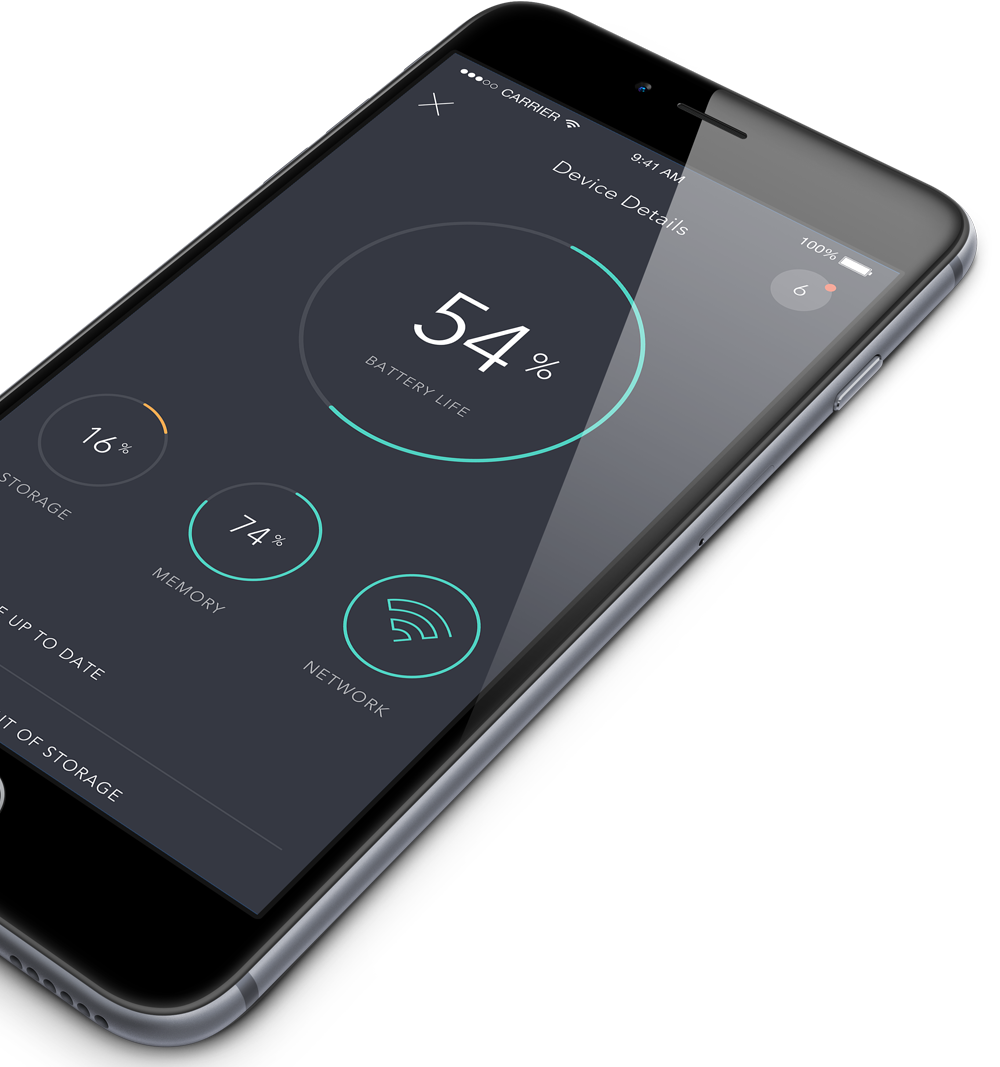 CARRIER
9:41 AM
100%
Device Details
6
54%
BATTERY LIFE
16%
STORAGE
74%
MEMORY
NETWORK
UP TO DATE
OF STORAGE